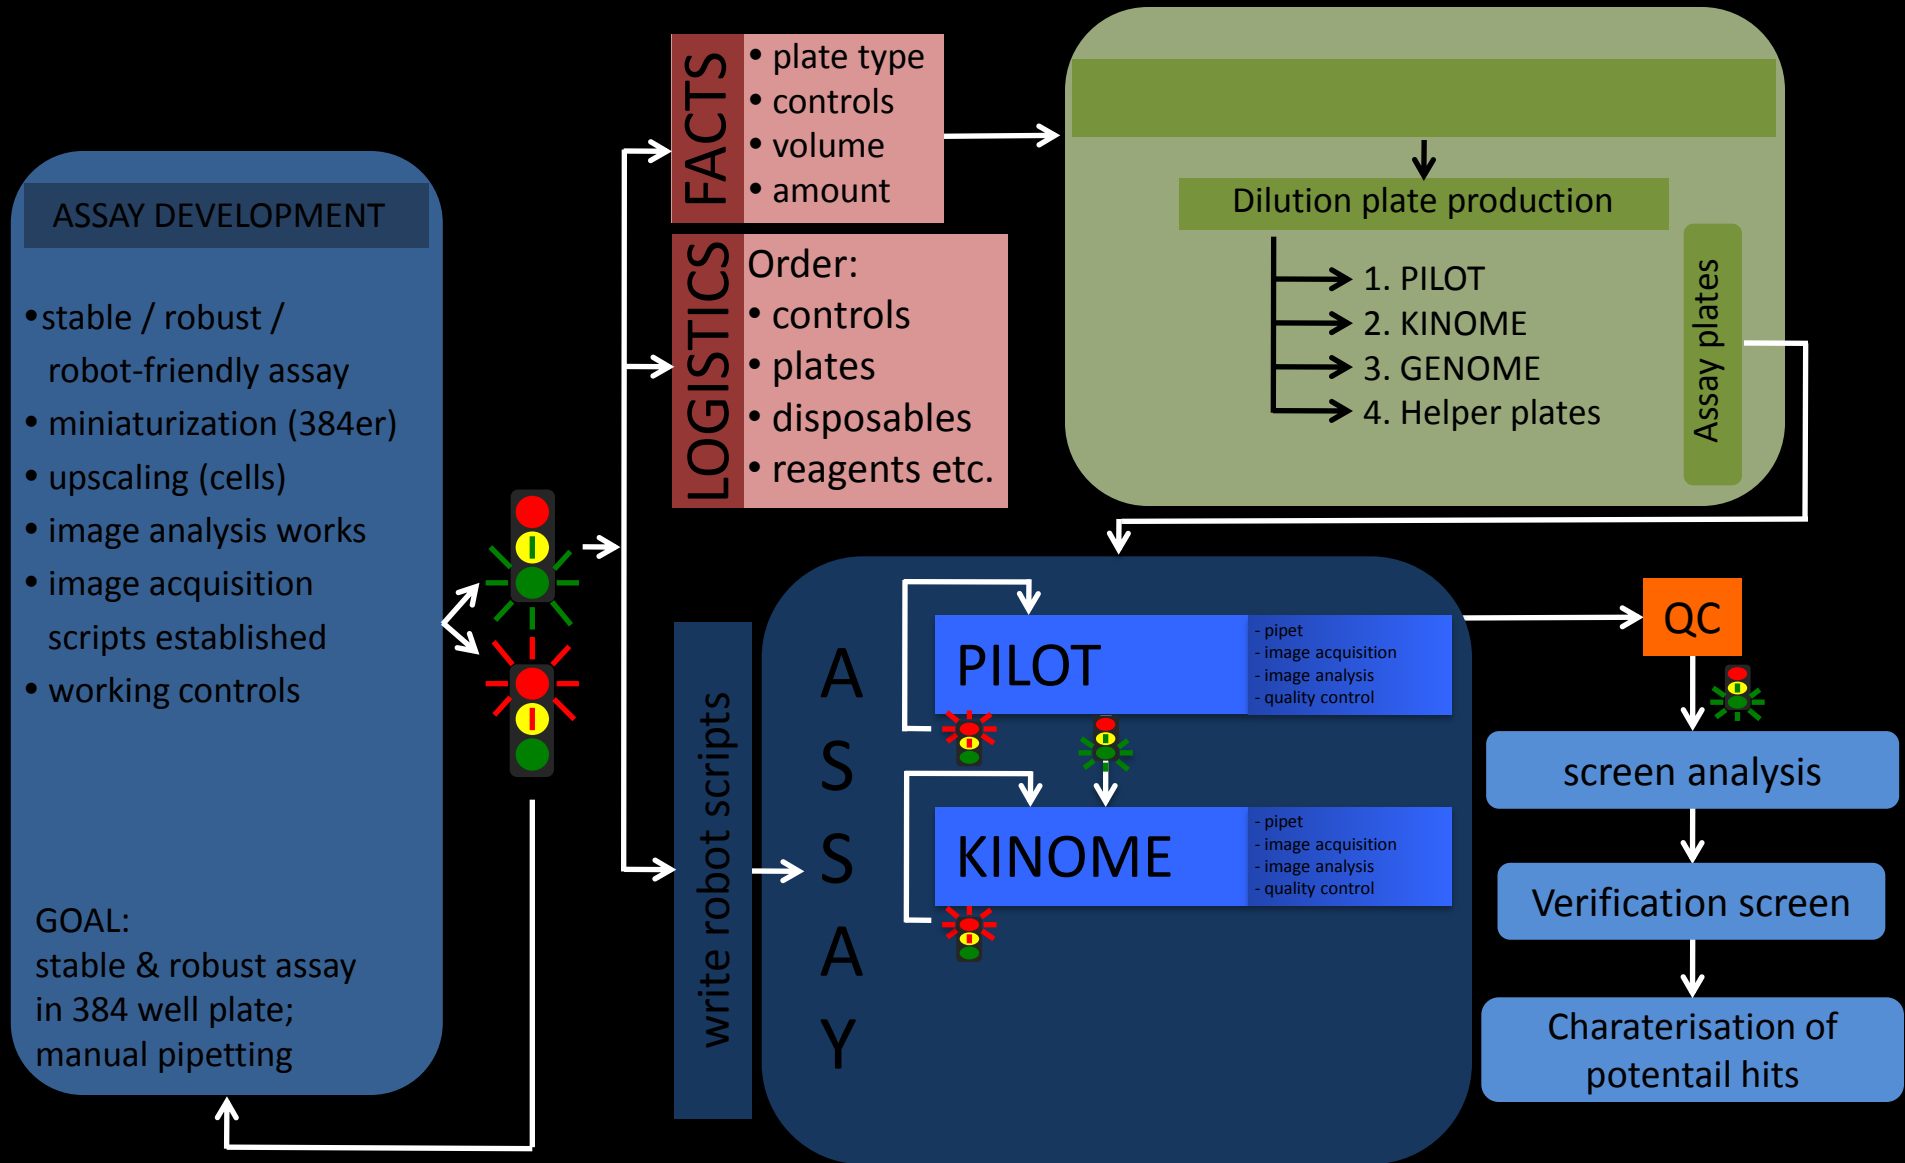 ASSAY DEVELOPMENT
• stable / robust /
robot-friendly assay
• miniaturization (384er)
• upscaling (cells)
• image analysis works
• image acquisition
scripts established
• working controls
GOAL:
stable & robust assay
in 384 well plate;
manual pipetting
FACTS
• plate type
• controls
• volume
• amount
LOGISTICS
Order:
• controls
• plates
• disposables
• reagents etc.
Dilution plate production
1. PILOT
2. KINOME
3. GENOME
4. Helper plates
Assay plates
write robot scripts
ASSAY
PILOT
- pipet
- image acquisition
- image analysis
- quality control
KINOME
- pipet
- image acquisition
- image analysis
- quality control
QC
screen analysis
Verification screen
Charaterisation of
potentail hits